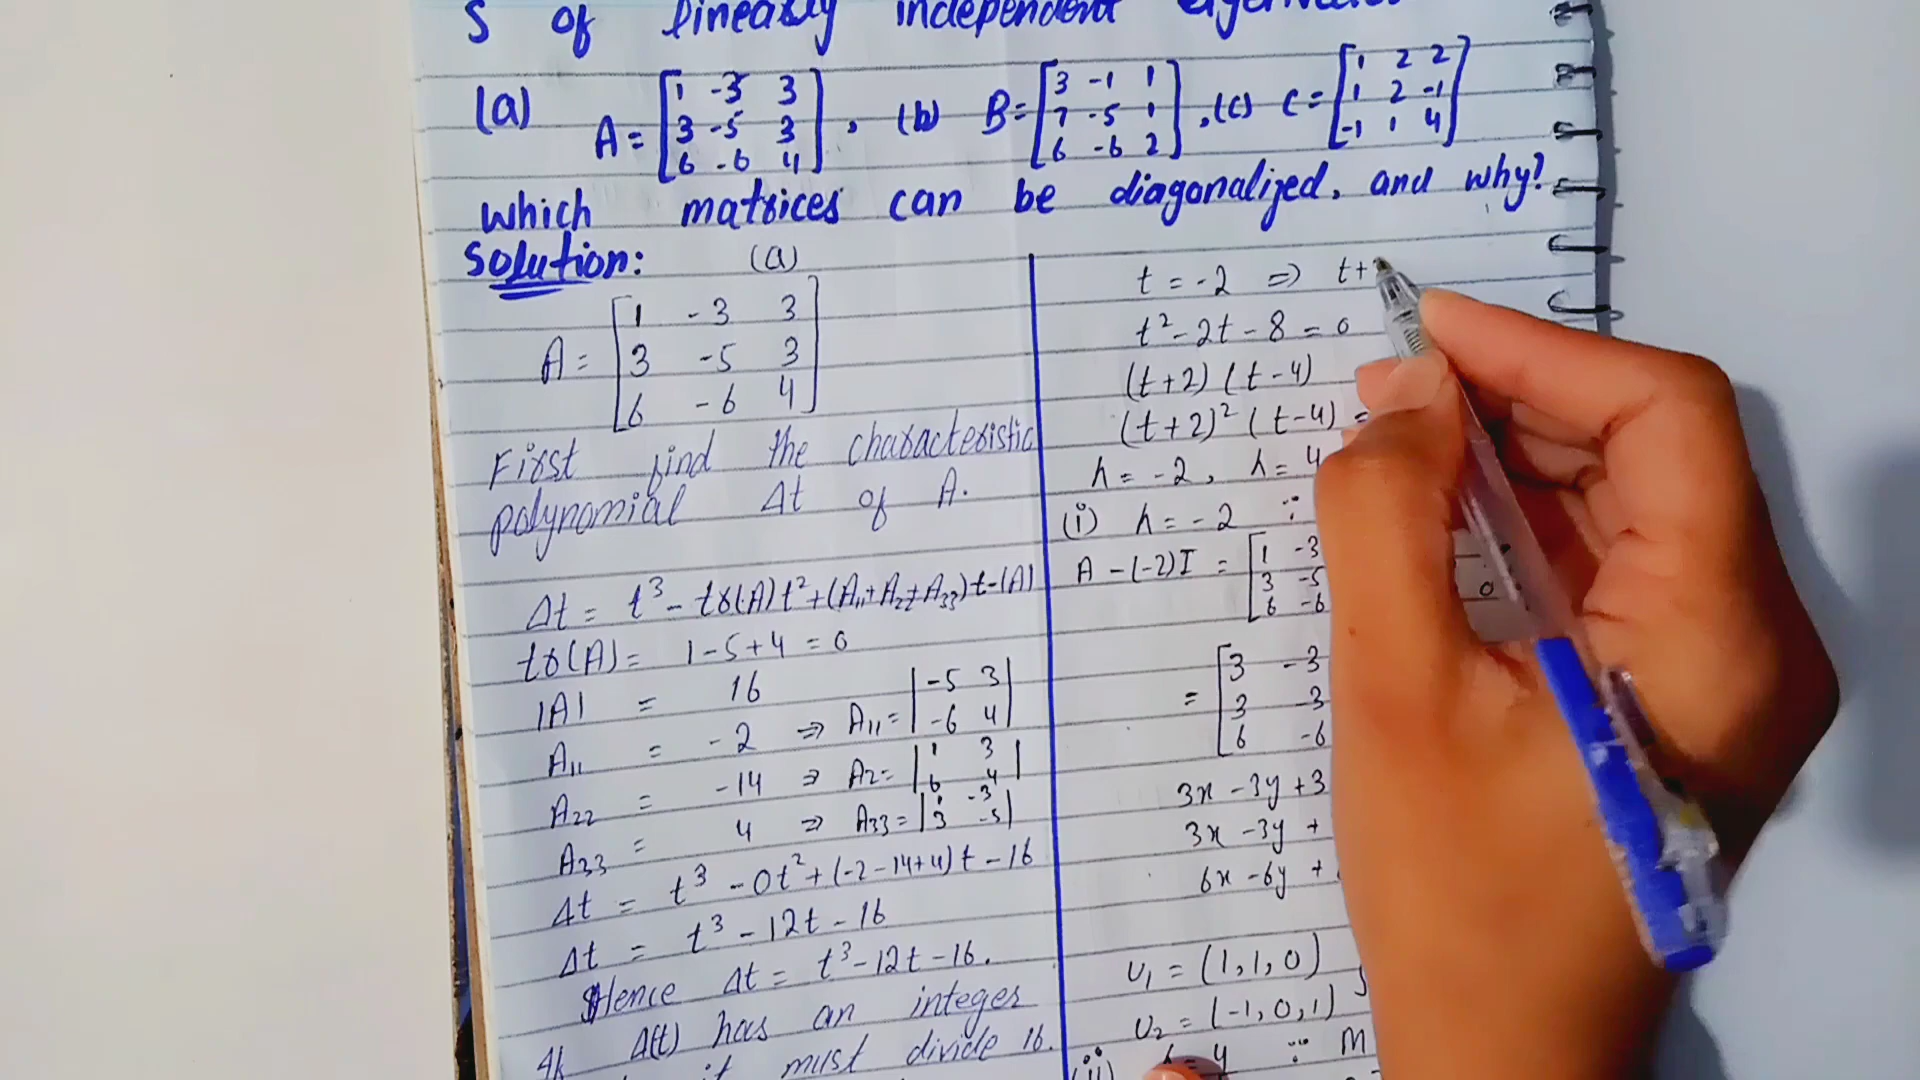 S of linearly independent
(a) A = [1 -3 3
3 -5 3
6 -6 4] , (b) B = [3 -1 1
7 -5 1
6 -6 2] , (c) C = [1 2 2
1 2 -1
-1 1 4]
which matrices can be diagonalized, and why?
Solution: (a)
A = [1 -3 3
3 -5 3
6 -6 4]
First find the characteristic
polynomial Δt of A.
Δt = t³ - tr(A)t² + (A₁₁+A₂₂+A₃₃)t - |A|
tr(A) = 1-5+4 = 0
|A| = 16
A₁₁ = -2 ⇒ A₁₁ = |-5 3
-6 4|
A₂₂ = -14 ⇒ A₂ = |1 3
6 4|
A₃₃ = 4 ⇒ A₃₃ = |1 -3
3 -5|
Δt = t³ - 0t² + (-2-14+4)t - 16
Δt = t³ - 12t - 16
Hence Δt = t³ - 12t - 16.
If Δ(t) has an integer
it must divide 16.
t = -2 ⇒ t+
t² - 2t - 8 = 0
(t+2) (t-4)
(t+2)² (t-4) =
λ = -2, λ = 4
(i) λ = -2 ∵
A - (-2)I = [1 -3
3 -5 0
6 -6
= [3 -3
3 -3
6 -6
3x - 3y + 3
3x - 3y +
6x - 6y +
U₁ = (1,1,0)
U₂ = (-1,0,1)
(ii) λ = 4 ∵ M